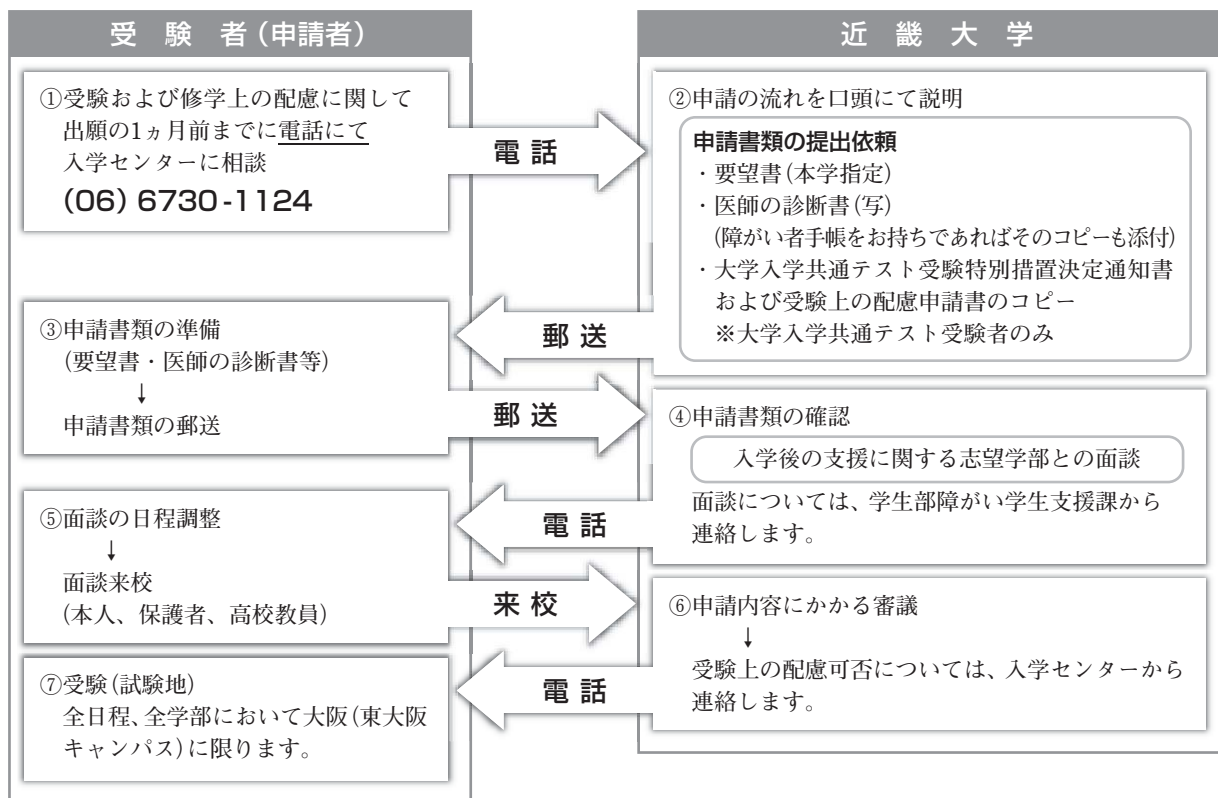 受験者(申請者)
近畿大学
①受験および修学上の配慮に関して
出願の1ヵ月前までに電話にて
入学センターに相談
(06) 6730-1124
電話
②申請の流れを口頭にて説明
申請書類の提出依頼
・要望書(本学指定)
・医師の診断書(写)
(障がい者手帳をお持ちであればそのコピーも添付)
・大学入学共通テスト受験特別措置決定通知書
および受験上の配慮申請書のコピー
※大学入学共通テスト受験者のみ
郵送
③申請書類の準備
(要望書・医師の診断書等)
↓
申請書類の郵送
郵送
④申請書類の確認
入学後の支援に関する志望学部との面談
面談については、学生部障がい学生支援課から
連絡します。
電話
⑤面談の日程調整
↓
面談来校
(本人、保護者、高校教員)
来校
⑥申請内容にかかる審議
↓
受験上の配慮可否については、入学センターから
連絡します。
電話
⑦受験(試験地)
全日程、全学部において大阪(東大阪
キャンパス)に限ります。